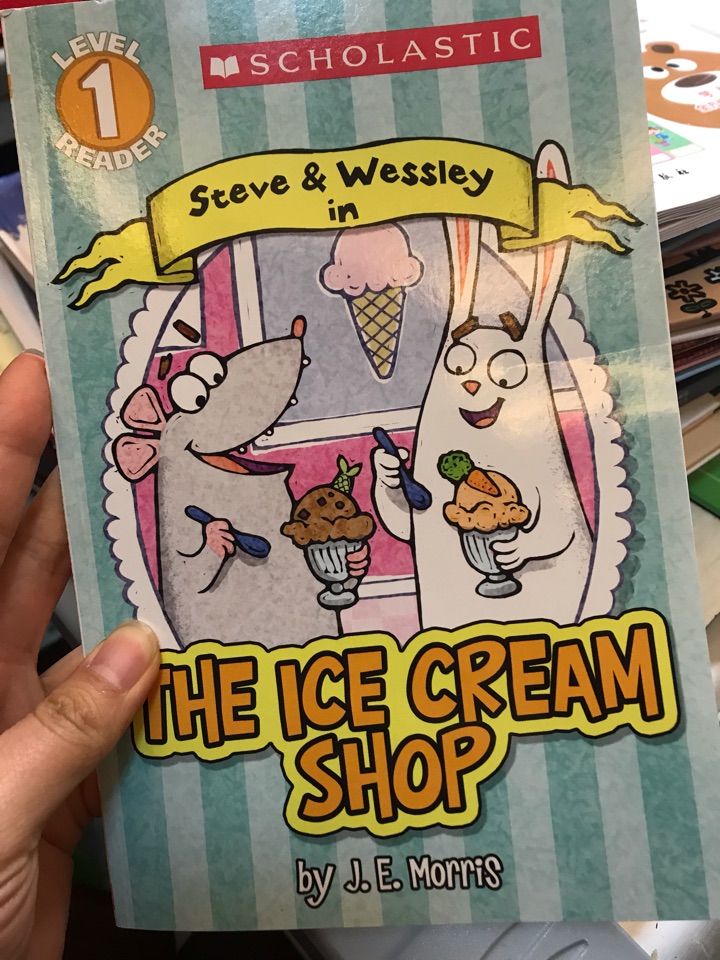 SCHOLASTIC
LEVEL
1
READER
Steve & Wessley
in
THE ICE CREAM
SHOP
by J. E. Morris